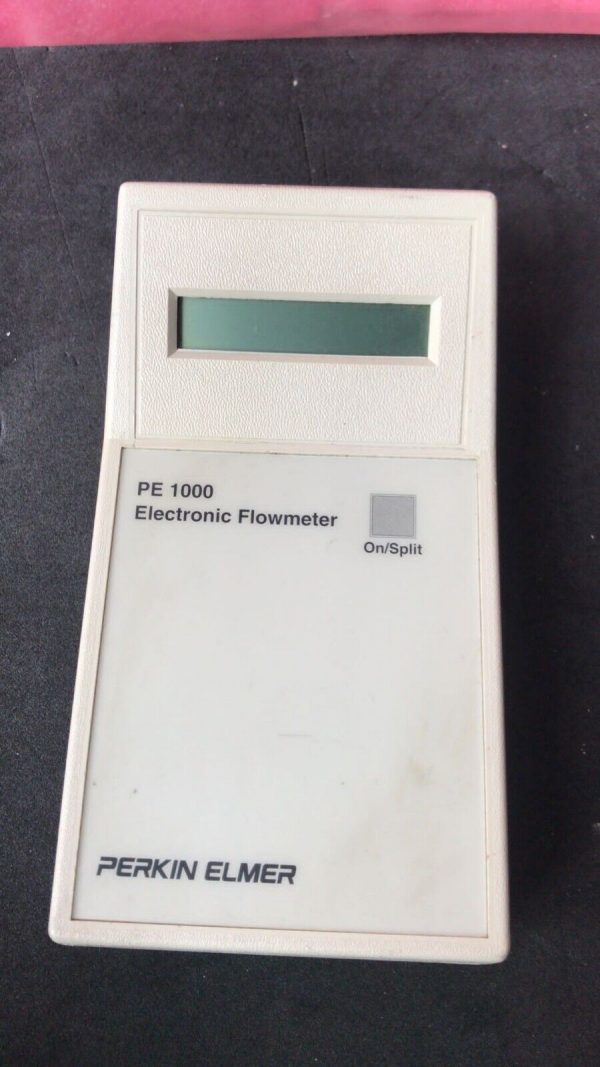 PE 1000
Electronic Flowmeter
On/Split
PERKIN ELMER